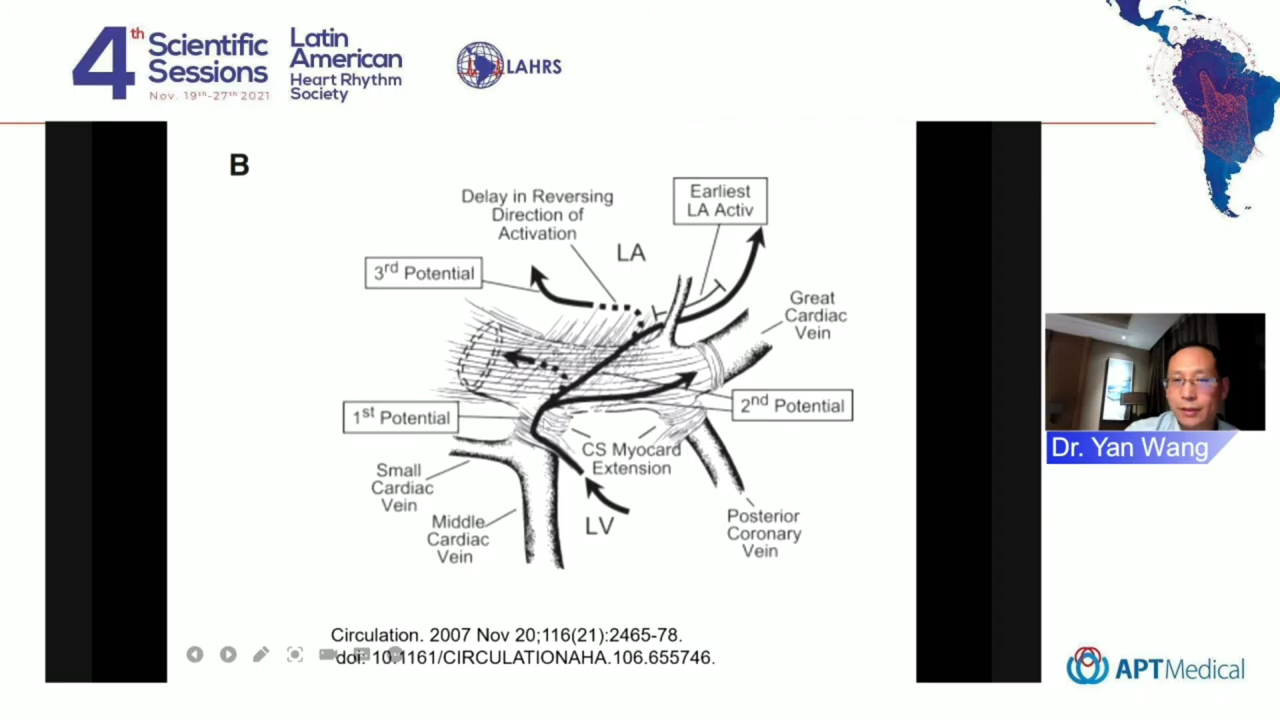 4th Scientific
Sessions
Nov. 19th-27th 2021
Latin
American
Heart Rhythm
Society
LAHRS
B
Delay in Reversing
Direction of
Activation
Earliest
LA Activ
LA
3rd Potential
Great
Cardiac
Vein
1st Potential
2nd Potential
CS Myocard
Extension
Small
Cardiac
Vein
Middle
Cardiac
Vein
LV
Posterior
Coronary
Vein
Dr. Yan Wang
Circulation. 2007 Nov 20;116(21):2465-78.
doi: 10.1161/CIRCULATIONAHA.106.655746.
APTMedical